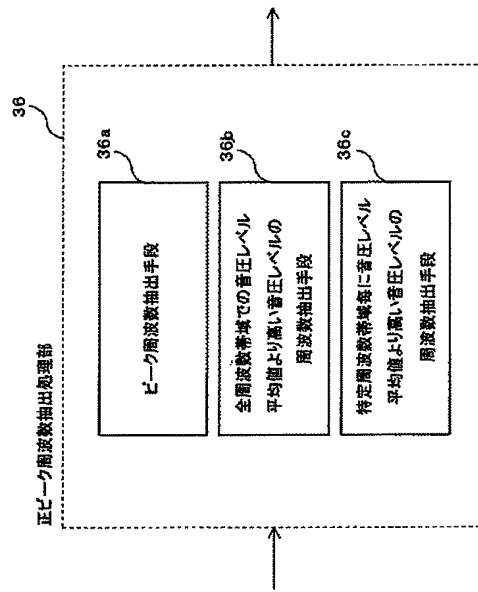 正ピーク周波数抽出処理部
36
36a
ピーク周波数抽出手段
36b
全周波数帯域での音圧レベル
平均値より高い音圧レベルの
周波数抽出手段
36c
特定周波数帯域毎に音圧レベル
平均値より高い音圧レベルの
周波数抽出手段